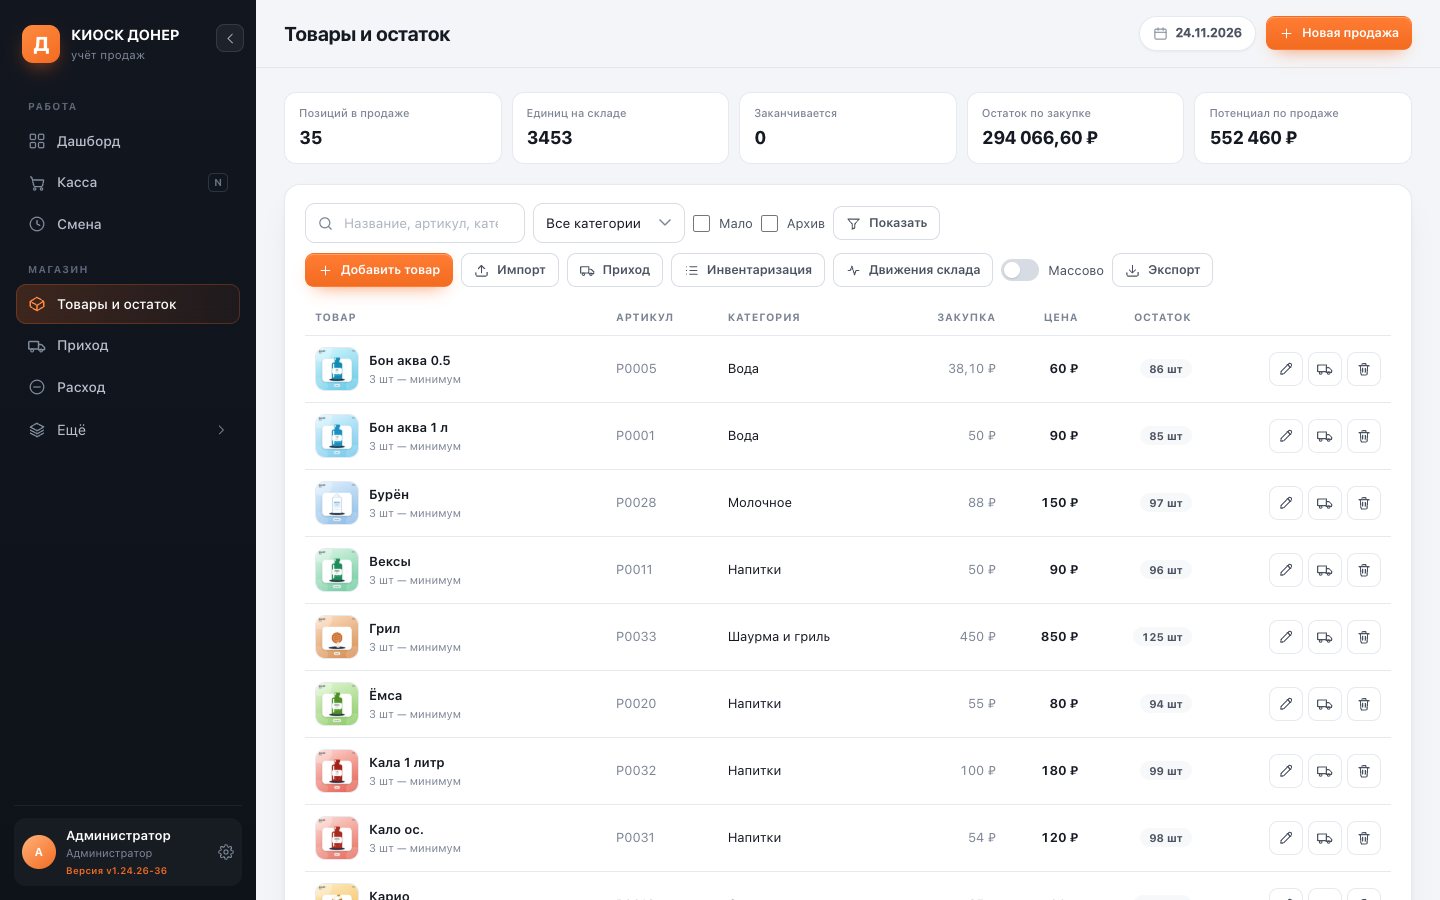 Д
КИОСК ДОНЕР
учёт продаж
РАБОТА
Дашборд
Касса
N
Смена
МАГАЗИН
Товары и остаток
Приход
Расход
Ещё
А
Администратор
Администратор
Версия v1.24.26-36
Товары и остаток
24.11.2026
Новая продажа
Позиций в продаже
35
Единиц на складе
3453
Заканчивается
0
Остаток по закупке
294 066,60 ₽
Потенциал по продаже
552 460 ₽
Название, артикул, кате
Все категории
Мало
Архив
Показать
Добавить товар
Импорт
Приход
Инвентаризация
Движения склада
Массово
Экспорт
ТОВАР АРТИКУЛ КАТЕГОРИЯ ЗАКУПКА ЦЕНА ОСТАТОК
Бон аква 0.5
3 шт — минимум
P0005 Вода 38,10 ₽ 60 ₽ 86 шт
Бон аква 1 л
3 шт — минимум
P0001 Вода 50 ₽ 90 ₽ 85 шт
Бурён
3 шт — минимум
P0028 Молочное 88 ₽ 150 ₽ 97 шт
Вексы
3 шт — минимум
P0011 Напитки 50 ₽ 90 ₽ 96 шт
Грил
3 шт — минимум
P0033 Шаурма и гриль 450 ₽ 850 ₽ 125 шт
Ёмса
3 шт — минимум
P0020 Напитки 55 ₽ 80 ₽ 94 шт
Кала 1 литр
3 шт — минимум
P0032 Напитки 100 ₽ 180 ₽ 99 шт
Кало ос.
3 шт — минимум
P0031 Напитки 54 ₽ 120 ₽ 98 шт
Карио